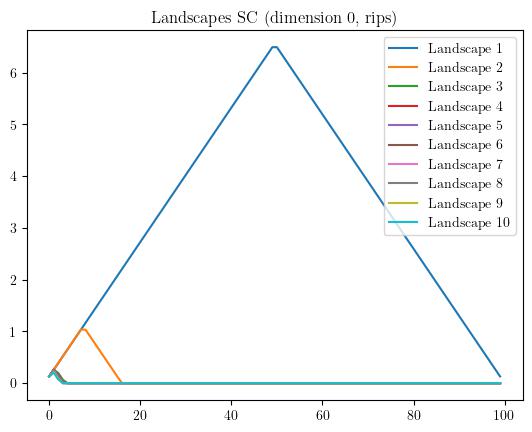 Landscapes SC (dimension 0, rips)
Landscape 1
Landscape 2
Landscape 3
Landscape 4
Landscape 5
Landscape 6
Landscape 7
Landscape 8
Landscape 9
Landscape 10
6
5
4
3
2
1
0
0 20 40 60 80 100